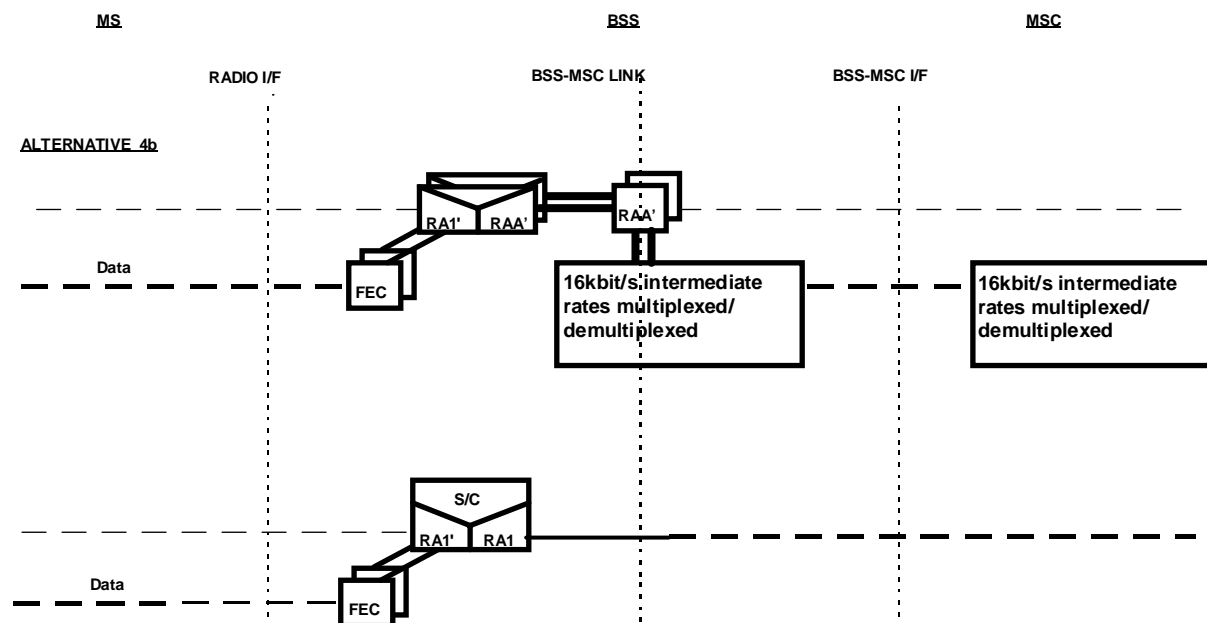 MS
BSS
MSC
RADIO I/F
BSS-MSC LINK
BSS-MSC I/F
ALTERNATIVE 4b
RA1'
RAA’
RAA’
Data
FEC
16kbit/s intermediate
rates multiplexed/
demultiplexed
16kbit/s intermediate
rates multiplexed/
demultiplexed
S/C
RA1'
RA1
Data
FEC